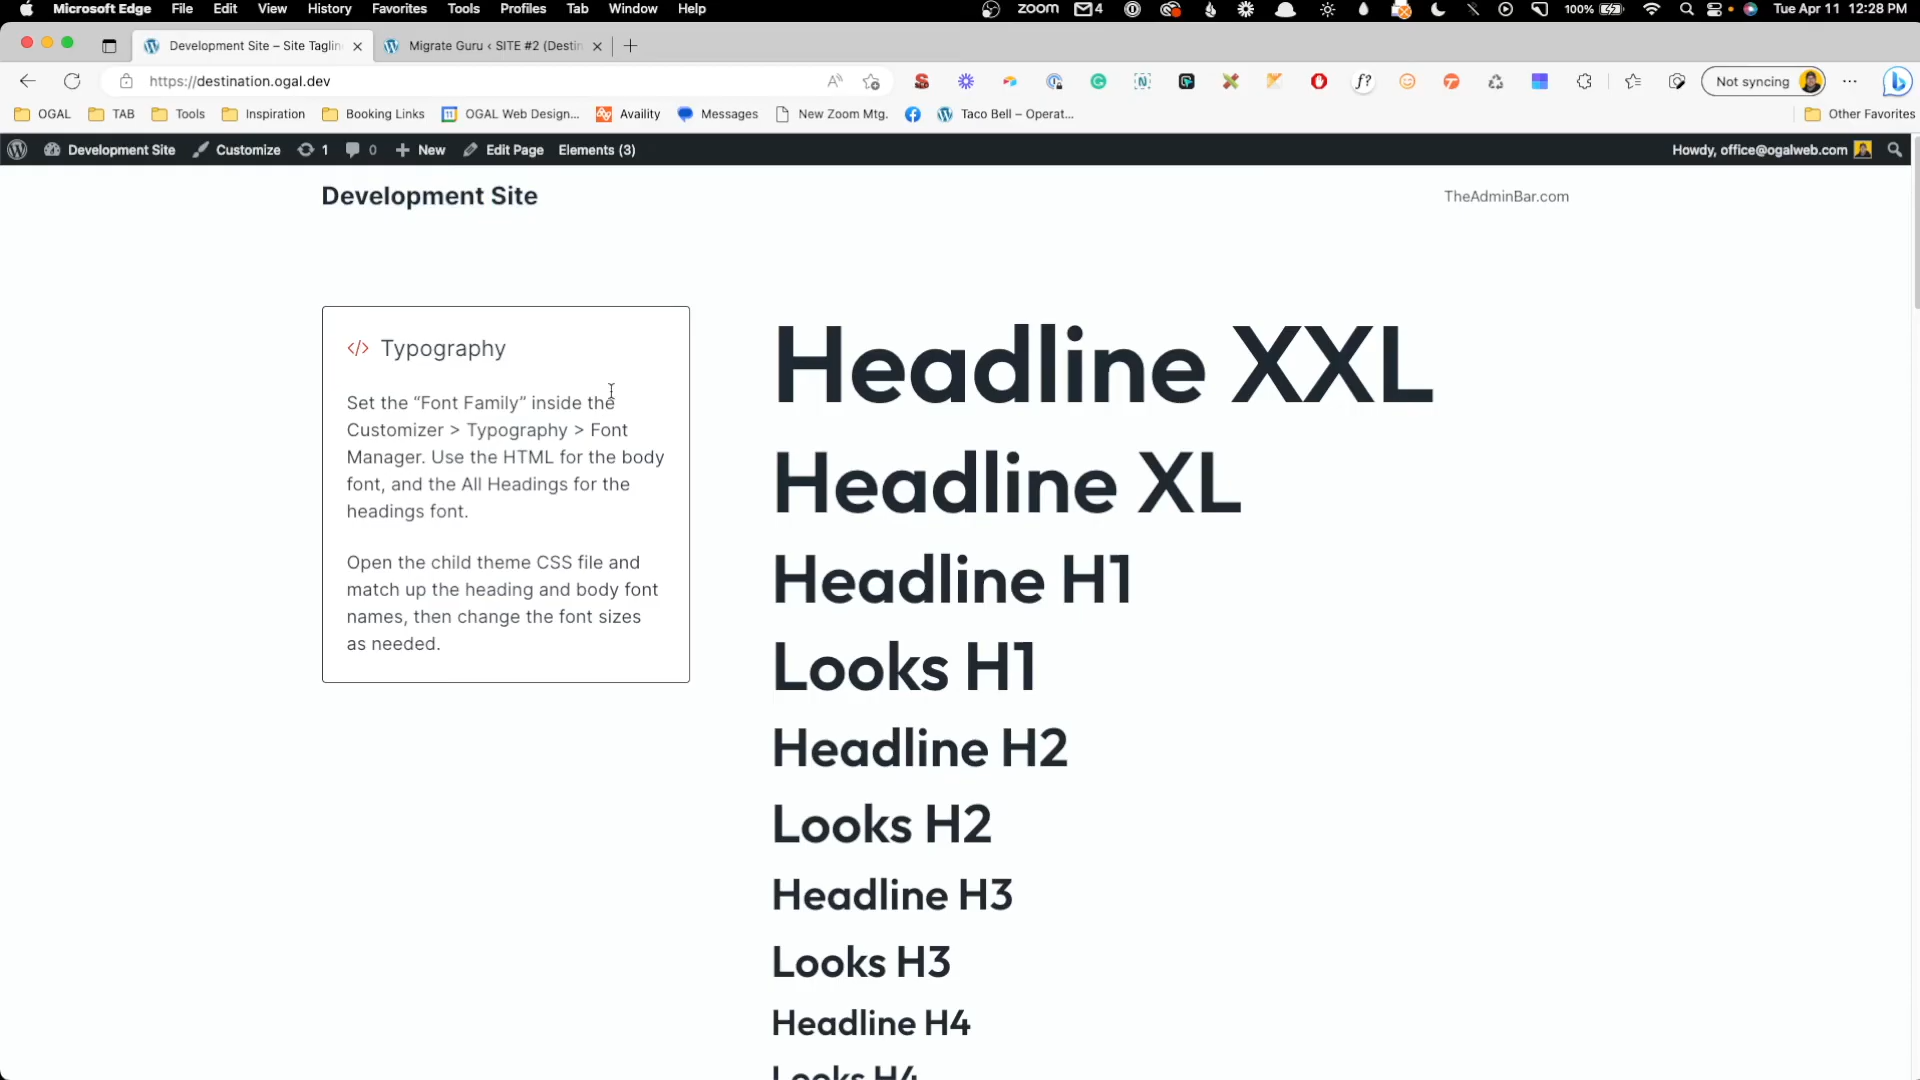 Microsoft Edge File Edit View History Favorites Tools Profiles Tab Window Help zoom 4 100% Tue Apr 11 12:28 PM
Development Site – Site Taglin Migrate Guru ‹ SITE #2 (Destin
https://destination.ogal.dev Not syncing
OGAL TAB Tools Inspiration Booking Links OGAL Web Design... Availity Messages New Zoom Mtg. Taco Bell – Operat... Other Favorites
Development Site Customize 1 0 New Edit Page Elements (3) Howdy, office@ogalweb.com
Development Site TheAdminBar.com
</> Typography
Set the “Font Family” inside the
Customizer > Typography > Font
Manager. Use the HTML for the body
font, and the All Headings for the
headings font.
Open the child theme CSS file and
match up the heading and body font
names, then change the font sizes
as needed.
Headline XXL
Headline XL
Headline H1
Looks H1
Headline H2
Looks H2
Headline H3
Looks H3
Headline H4
Looks H4